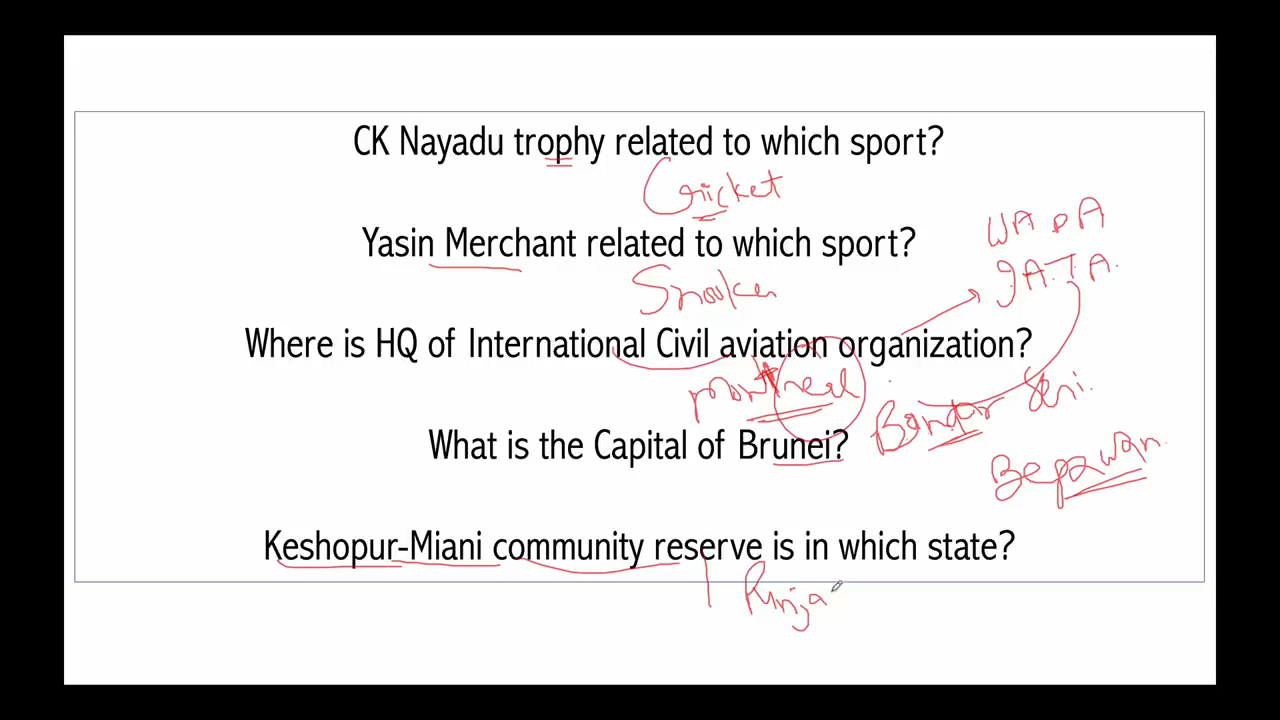 CK Nayadu trophy related to which sport?
Cricket
Yasin Merchant related to which sport?
WADA
Snooker
IATA.
Where is HQ of International Civil aviation organization?
Montreal
Bandar Seri.
What is the Capital of Brunei?
Begawan.
Keshopur-Miani community reserve is in which state?
Punja